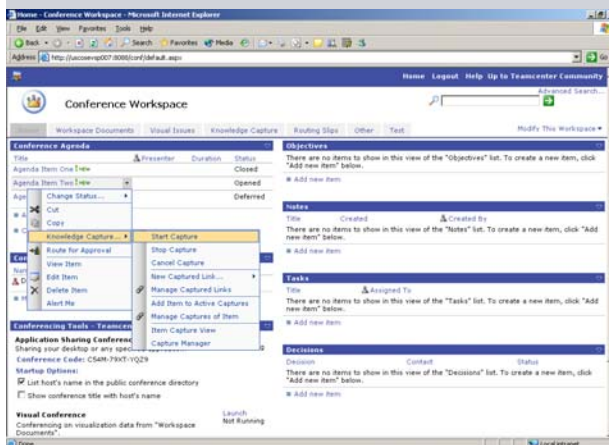 Home - Conference Workspace - Microsoft Internet Explorer
File Edit View Favorites Tools Help
Back Search Favorites Media
Address http://uscosevsp007:8088/conf/default.aspx Go
Home Logout Help Up to Teamcenter Community
Advanced Search...
Conference Workspace
Workspace Documents Visual Issues Knowledge Capture Routing Slips Other Test Modify This Workspace
Conference Agenda
Title Presenter Duration Status
Agenda Item One ! new Closed
Agenda Item Two ! new Opened
Age Deferred
Change Status...
Cut
Copy
Knowledge Capture...
Route for Approval
View Item
Edit Item
Delete Item
Alert Me
Start Capture
Stop Capture
Cancel Capture
New Captured Link...
Manage Captured Links
Add Item to Active Captures
Manage Captures of Item
Item Capture View
Capture Manager
Con
Conferencing Tools - Teamcen
Application Sharing Conferen
Sharing your desktop or any speci
Conference Code: C54M-79XT-YQZ9
Startup Options:
List host's name in the public conference directory
Show conference title with host's name
Visual Conference Launch
Conferencing on visualization data from "Workspace Documents". Not Running
Objectives
There are no items to show in this view of the "Objectives" list. To create a new item, click
"Add new item" below.
Add new item
Notes
Title Created Created By
There are no items to show in this view of the "Notes" list. To create a new item, click "Add
new item" below.
Add new item
Tasks
Title Assigned To
There are no items to show in this view of the "Tasks" list. To create a new item, click "Add
new item" below.
Add new item
Decisions
Decision Contact Status
There are no items to show in this view of the "Decisions" list. To create a new item, click
"Add new item" below.
Add new item
Done Local intranet